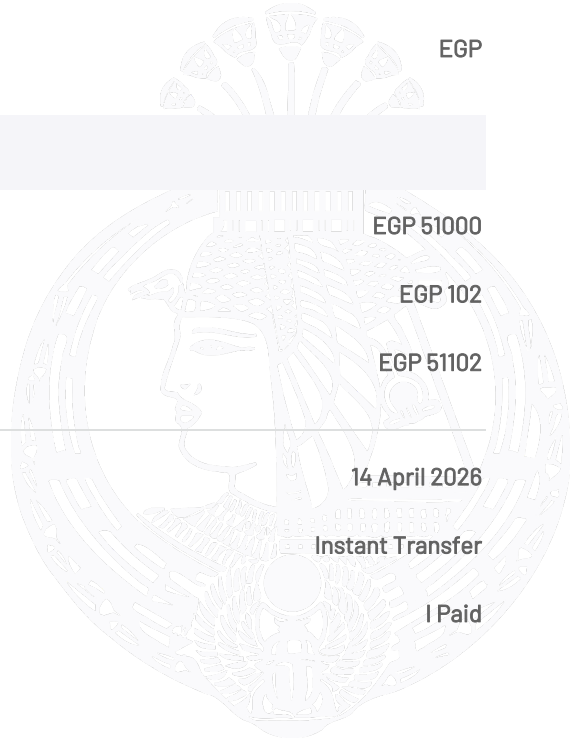 EGP
EGP 51000
EGP 102
EGP 51102
14 April 2026
Instant Transfer
I Paid